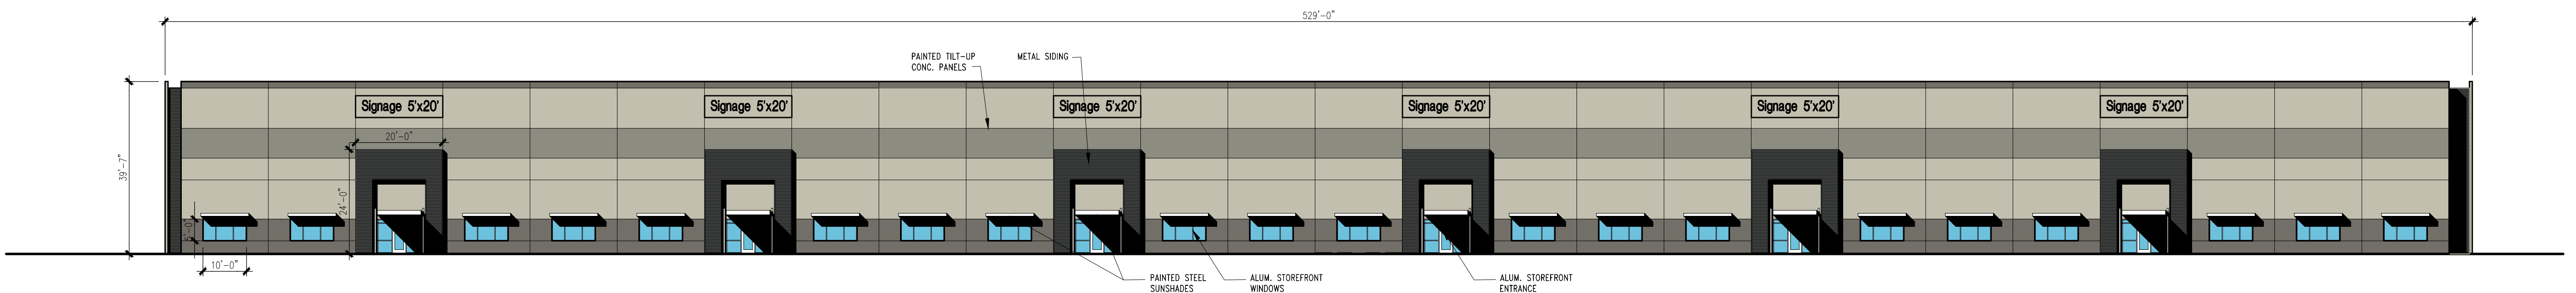 529'-0"
PAINTED TILT-UP
CONC. PANELS
METAL SIDING
Signage 5'x20'
Signage 5'x20'
Signage 5'x20'
Signage 5'x20'
Signage 5'x20'
Signage 5'x20'
20'-0"
39'-7"
24'-0"
5'-0"
10'-0"
PAINTED STEEL
SUNSHADES
ALUM. STOREFRONT
WINDOWS
ALUM. STOREFRONT
ENTRANCE